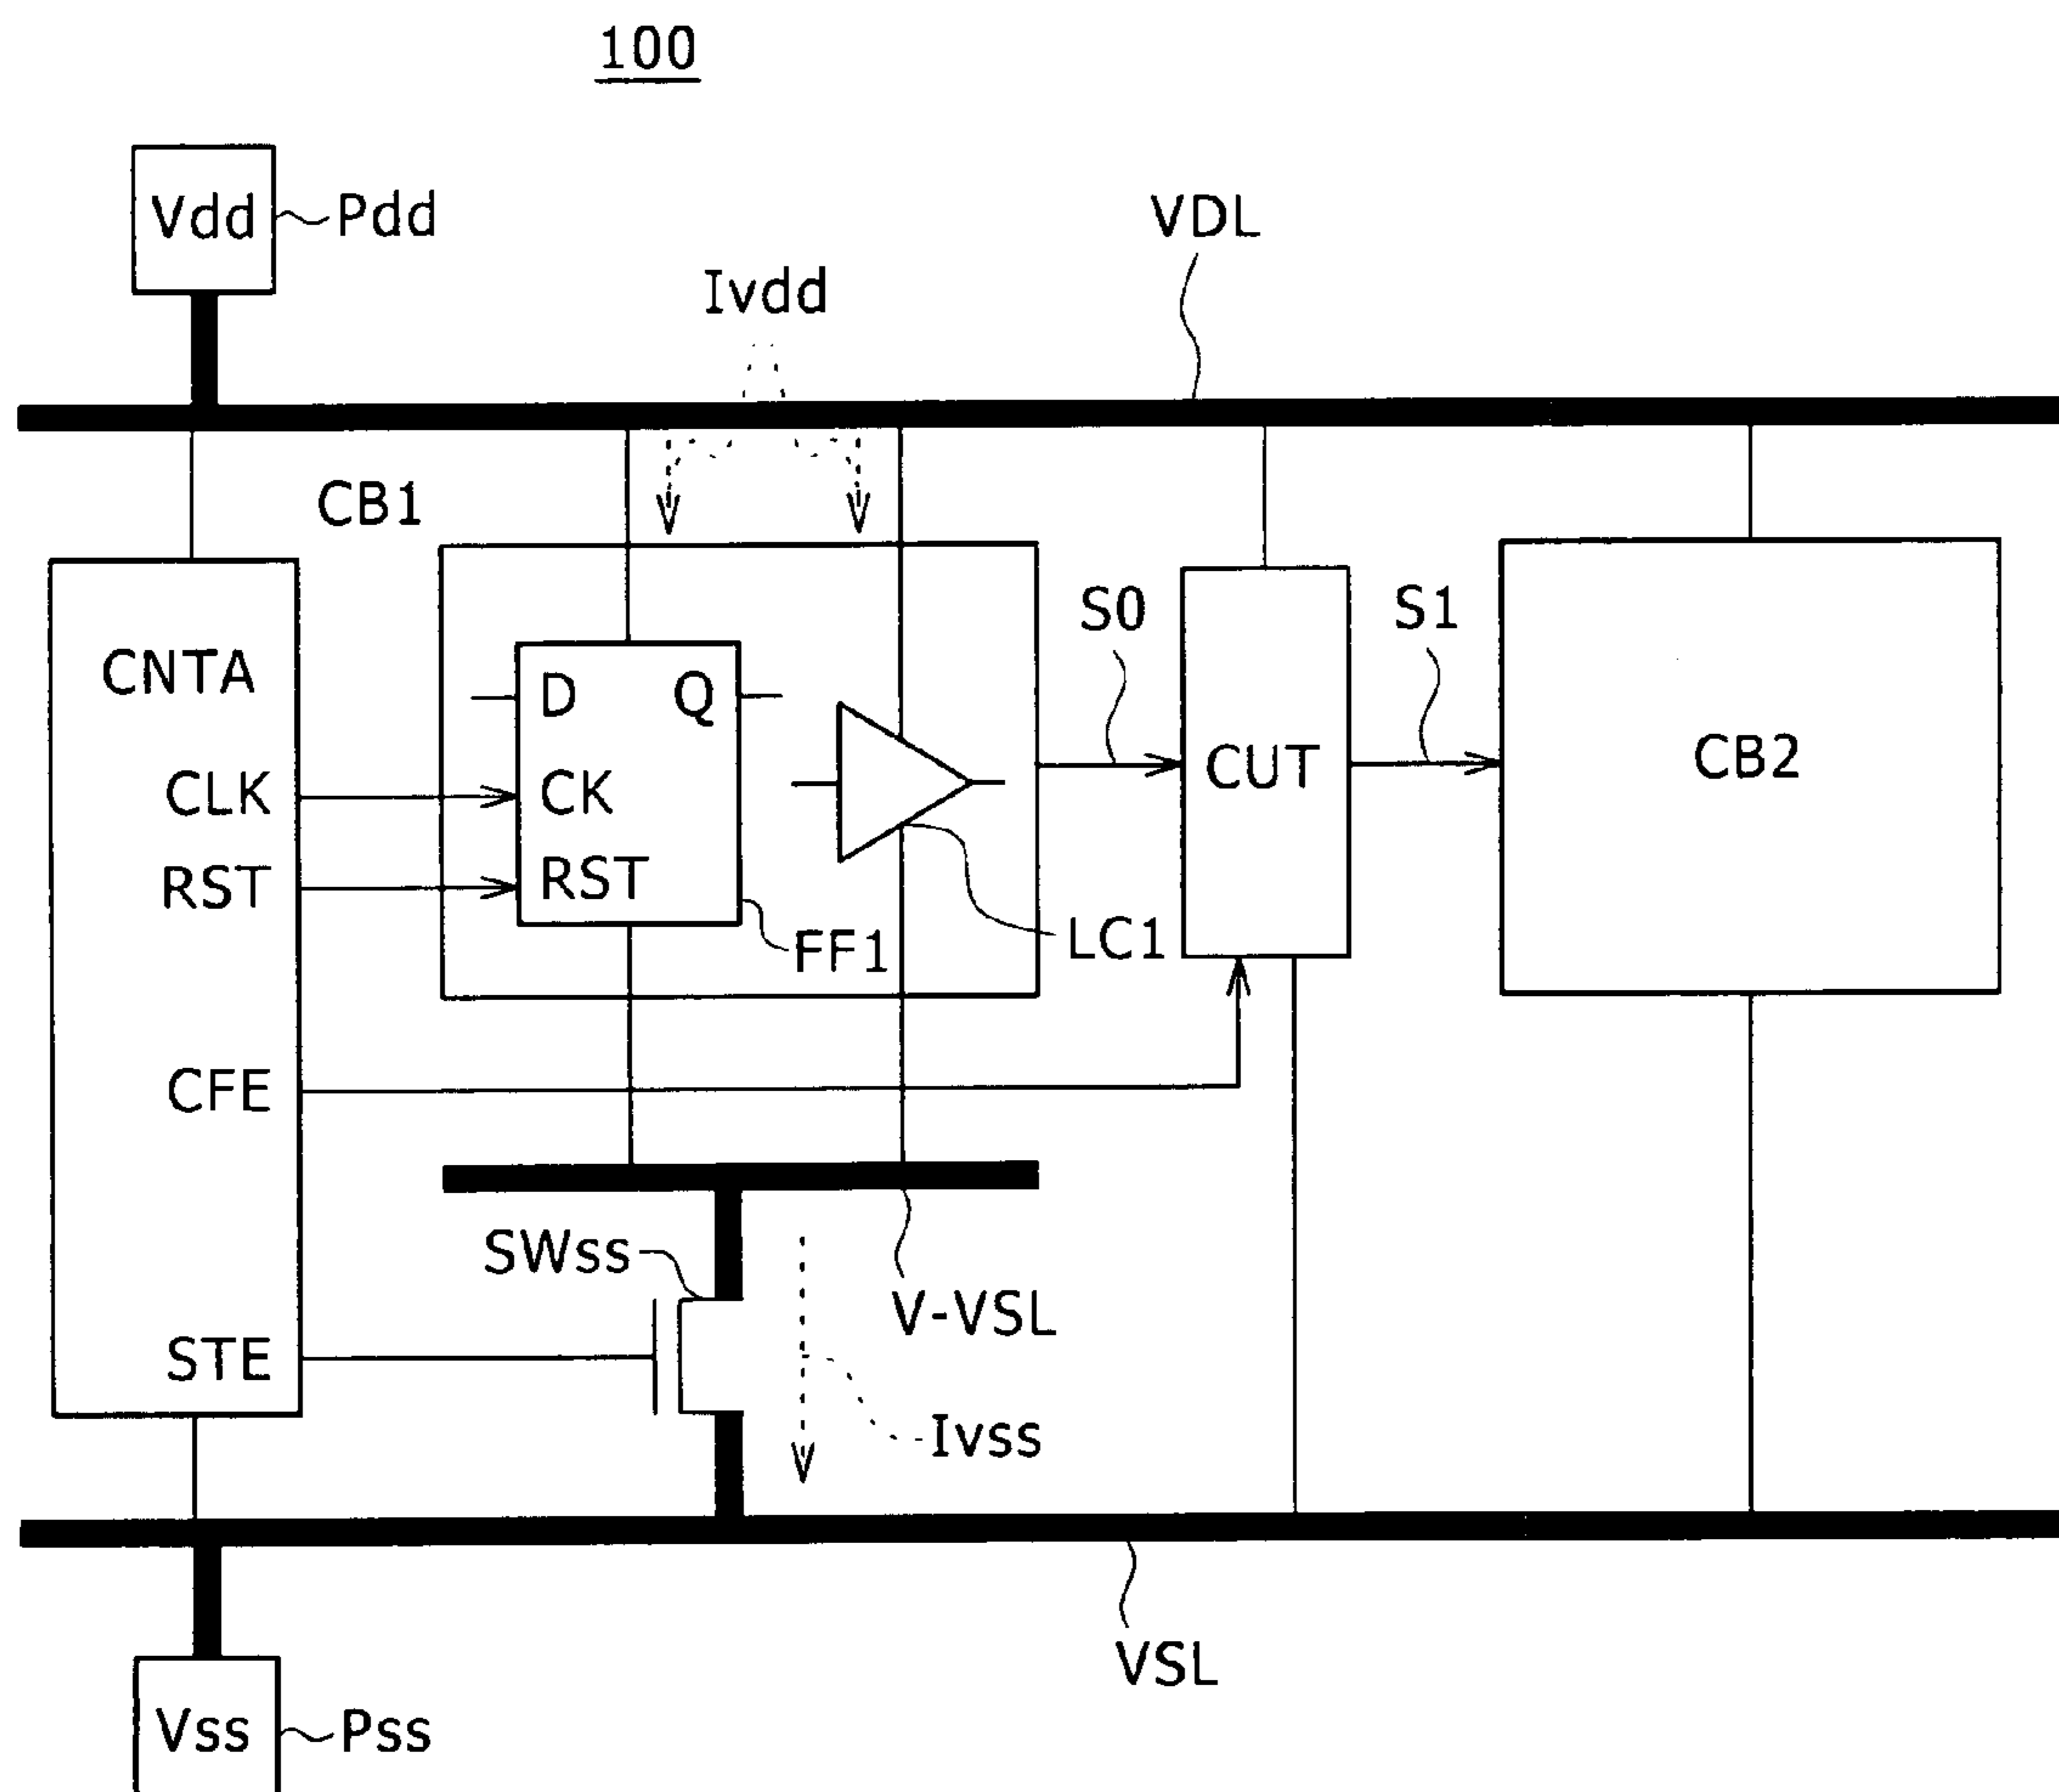 100
Vdd
Pdd
VDL
Ivdd
CB1
CNTA
CLK
RST
CFE
STE
D
Q
CK
RST
FF1
LC1
S0
CUT
S1
CB2
SWss
V-VSL
Ivss
VSL
Vss
Pss